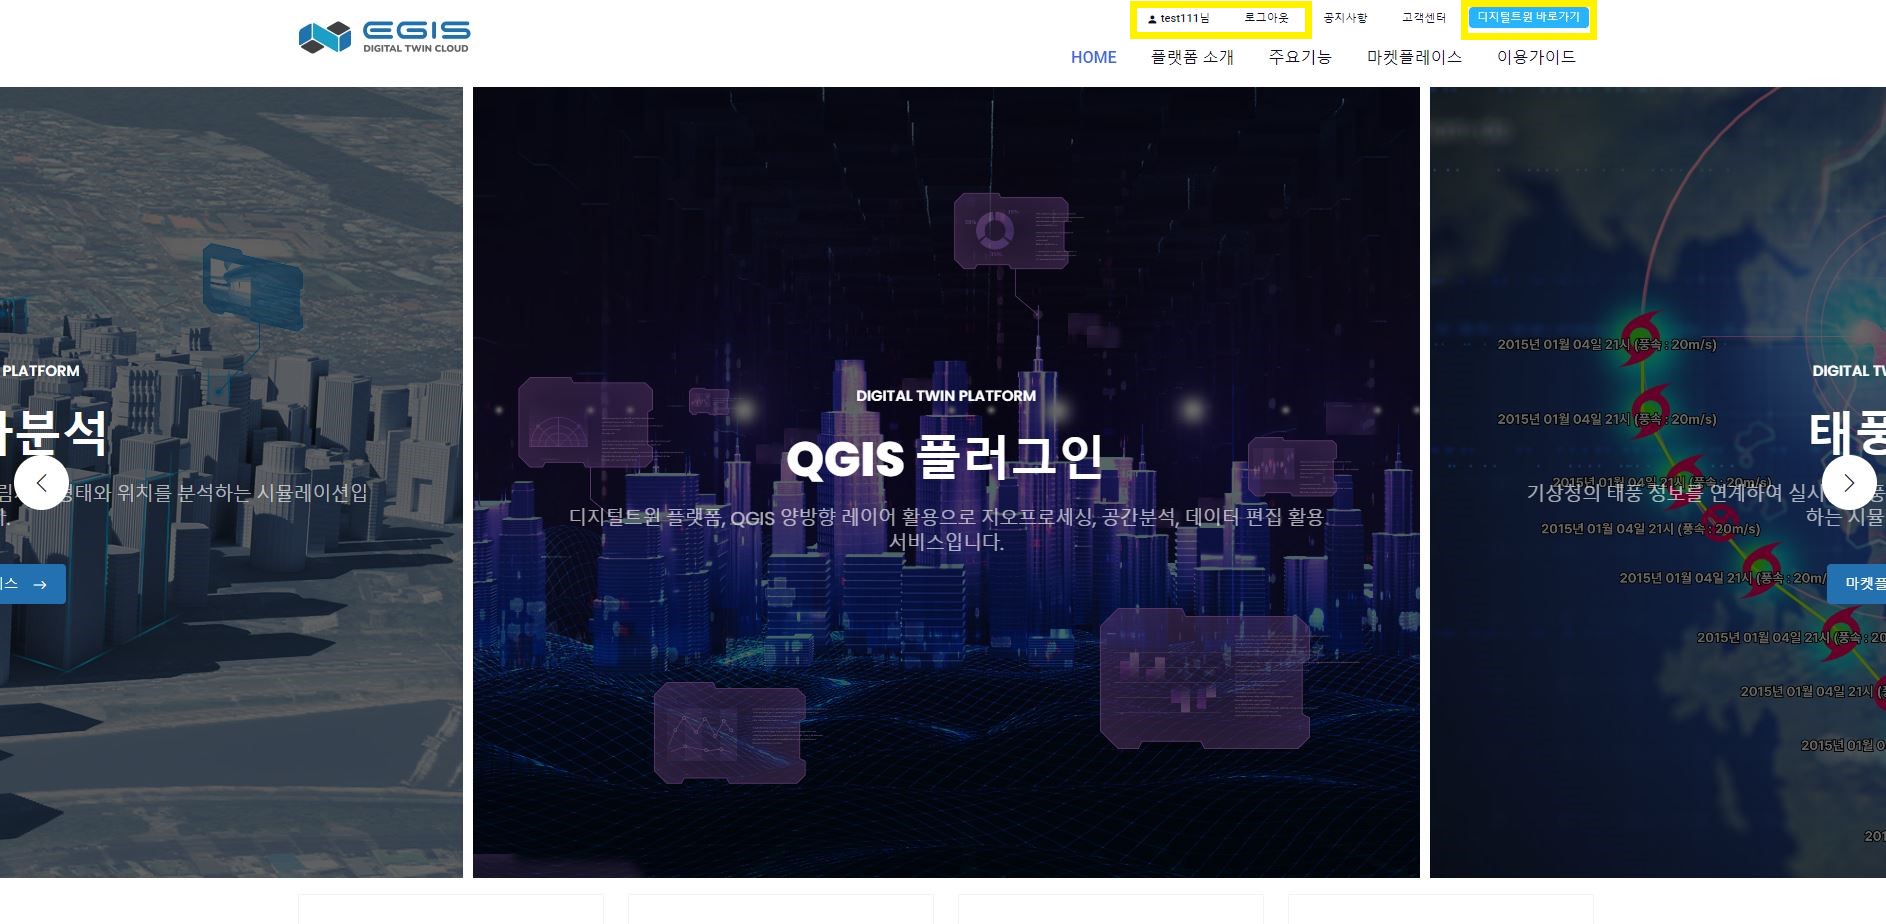 EGIS
DIGITAL TWIN CLOUD
test111님 로그아웃 공지사항 고객센터 디지털트윈 바로가기
HOME 플랫폼 소개 주요기능 마켓플레이스 이용가이드
PLATFORM
분석
형태와 위치를 분석하는 시뮬레이션입
스 →
DIGITAL TWIN PLATFORM
QGIS 플러그인
디지털트윈 플랫폼, QGIS 양방향 레이어 활용으로 지오프로세싱, 공간분석, 데이터 편집 활용
서비스입니다.
2015년 01월 04일 21시 (풍속 : 20m/s)
DIGITAL
2015년 01월 04일 21시 (풍속 : 20m/s)
태풍
2015년 01월 04일 21시 (풍속 : 20m/s)
기상청의 태풍 정보를 연계하여 실시
하는 시뮬
2015년 01월 04일 21시 (풍속 : 20m/s)
2015년 01월 04일 21시 (풍속 : 20m/
마켓플
2015년 01월 04일 21시 (풍속 : 20
2015년 01월 04일 21시
2015년 01월
201